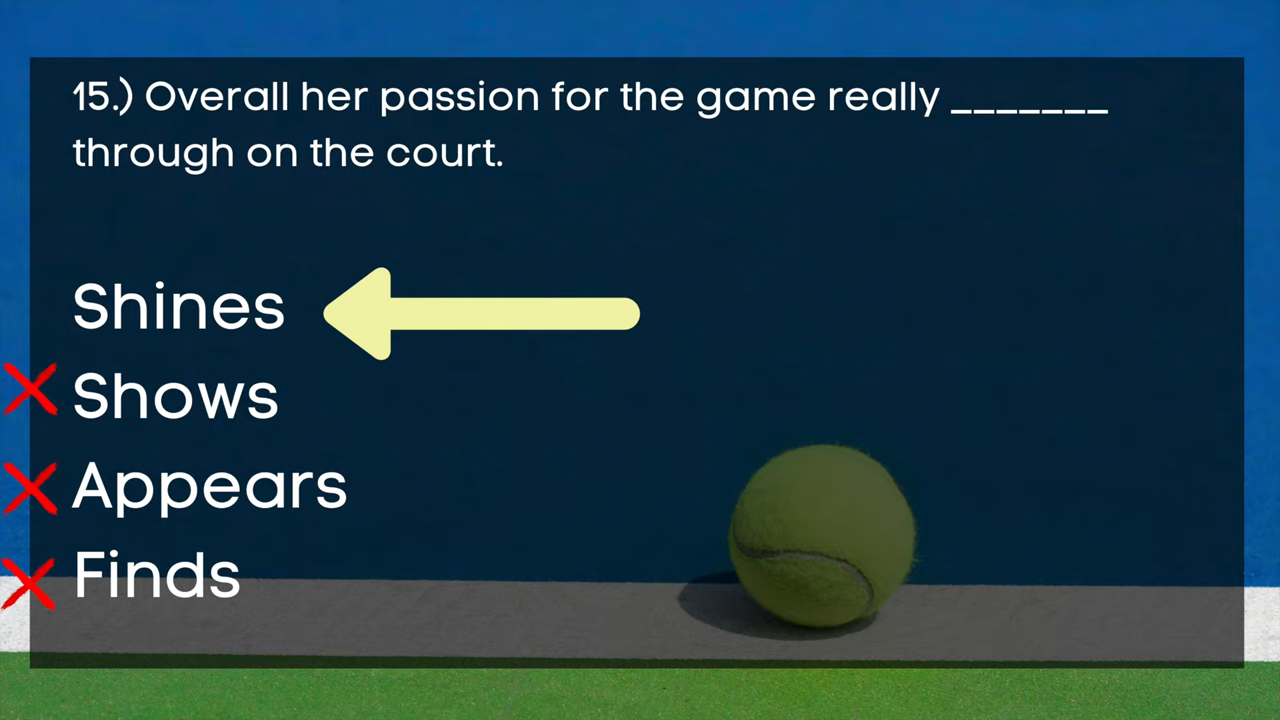 15.) Overall her passion for the game really _______
through on the court.
Shines
Shows
Appears
Finds